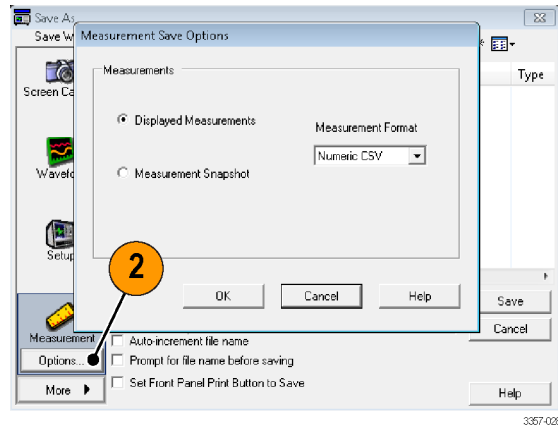 Save As
Save W
Measurement Save Options
Type
Measurements
Screen Ca
Displayed Measurements
Measurement Format
Numeric CSV
Measurement Snapshot
Wavefo
Setup
2
OK
Cancel
Help
Save
Cancel
Measurement
Auto-increment file name
Options...
Prompt for file name before saving
More
Set Front Panel Print Button to Save
Help
3357-028